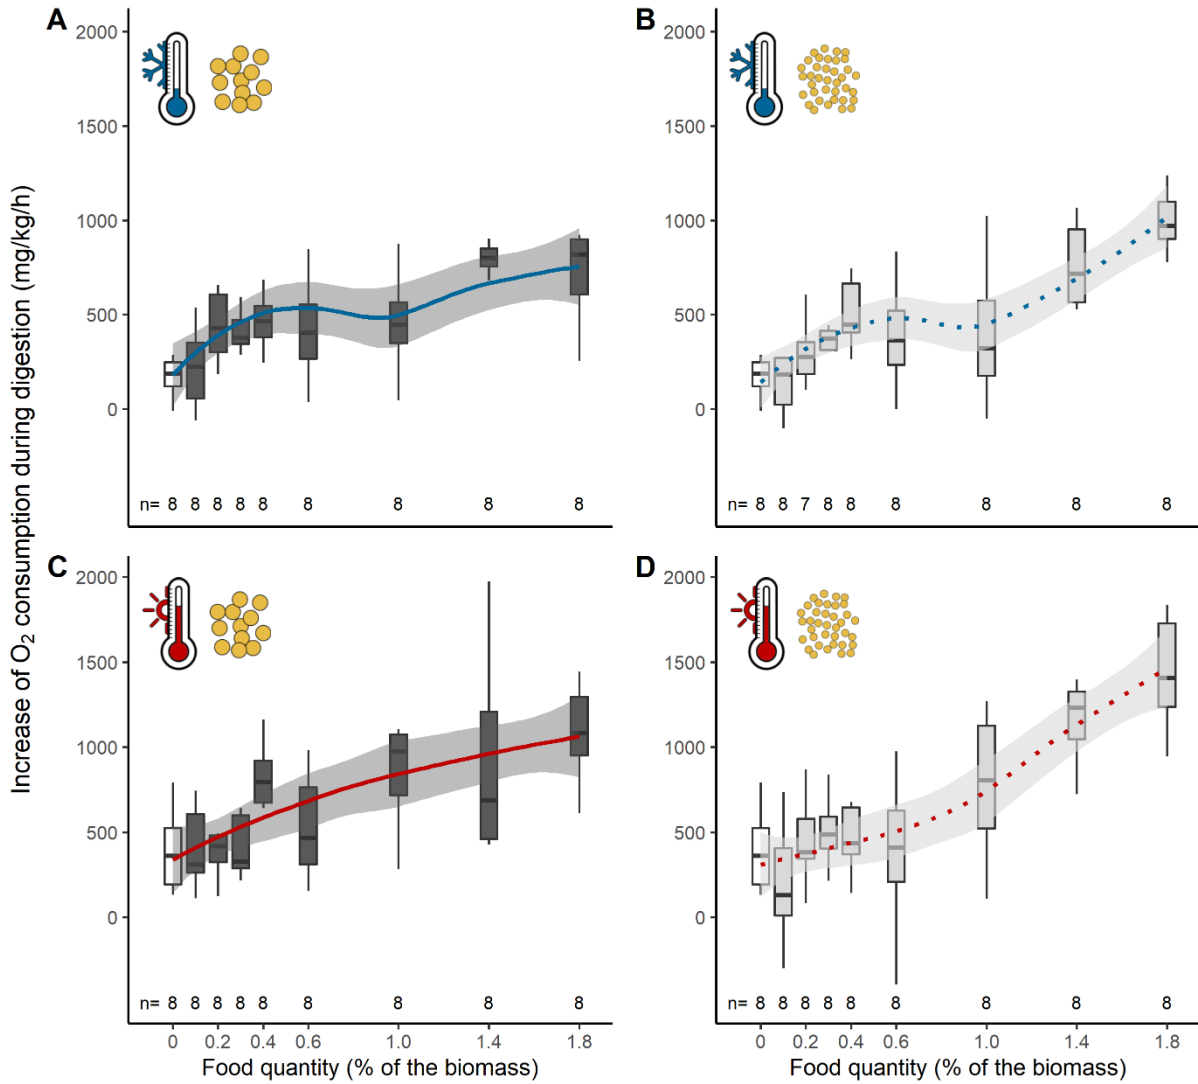 A
B
2000
1500
1000
500
0
n= 8 8 8 8 8 8 8 8 8
2000
1500
1000
500
0
n= 8 8 7 8 8 8 8 8 8
Increase of O₂ consumption during digestion (mg/kg/h)
C
D
2000
1500
1000
500
0
n= 8 8 8 8 8 8 8 8 8
0 0.2 0.4 0.6 1.0 1.4 1.8
Food quantity (% of the biomass)
2000
1500
1000
500
0
n= 8 8 8 8 8 8 8 8 8
0 0.2 0.4 0.6 1.0 1.4 1.8
Food quantity (% of the biomass)